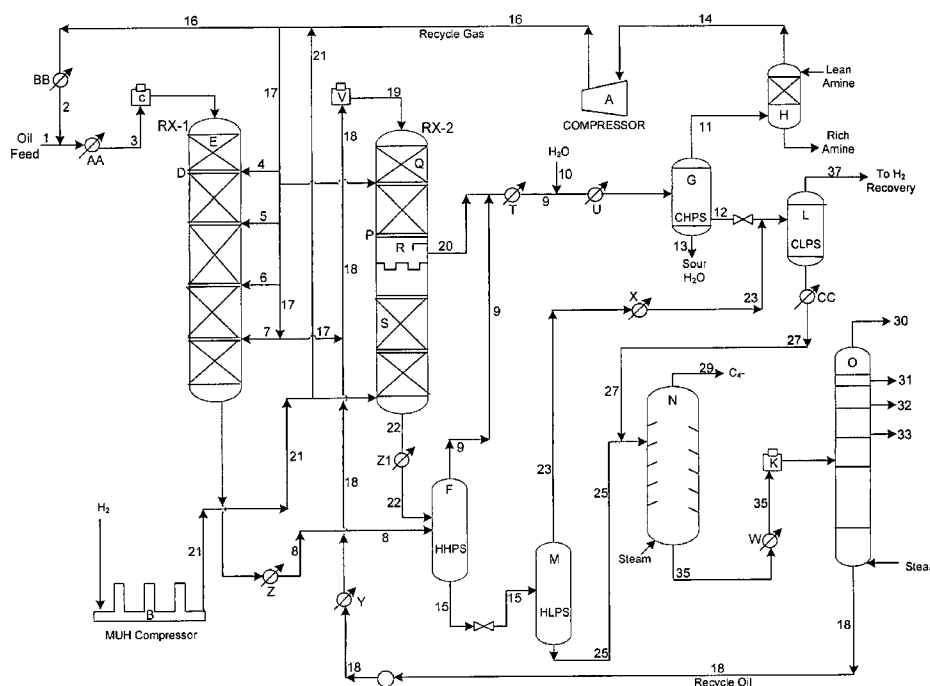 16
16
14
Recycle Gas
21
BB
17
18
19
Lean
Amine
A
H
C
V
2
RX-1
RX-2
COMPRESSOR
11
Rich
Amine
Oil
Feed
1
AA
3
E
Q
H₂O
10
G
37
To H₂
Recovery
D
4
T
9
U
L
5
P
R
20
CHPS
12
CLPS
13
Sour
H₂O
6
18
17
9
X
23
CC
7
17
S
23
27
30
O
29
C₄-
31
27
N
32
22
33
21
9
Z1
K
18
23
25
35
H₂
22
F
21
8
8
HHPS
W
Z
M
Steam
35
Steam
B
Y
15
15
HLPS
18
MUH Compressor
25
18
18
Recycle Oil